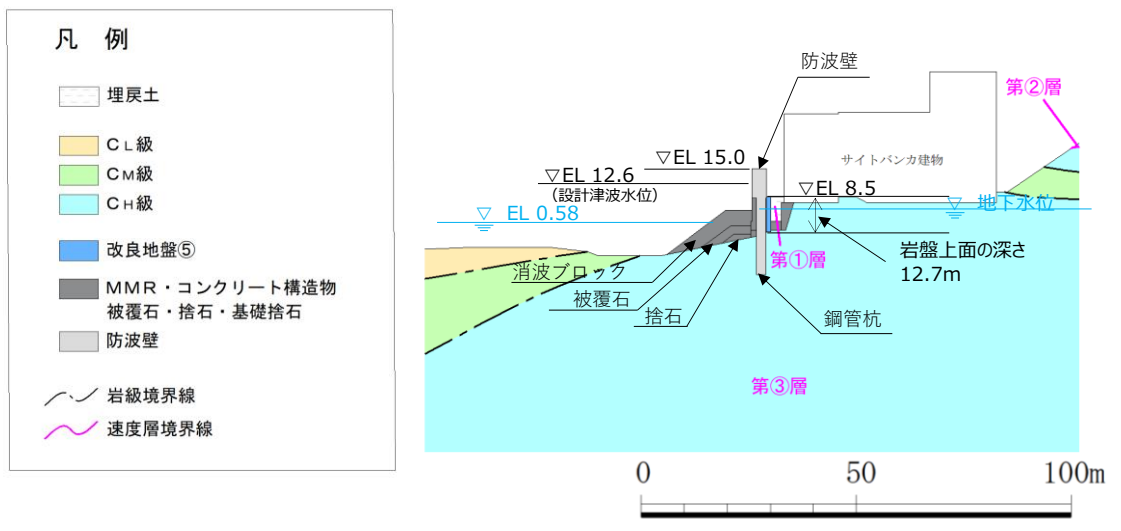 凡 例
埋戻土
CL級
CM級
CH級
改良地盤⑤
MMR・コンクリート構造物
被覆石・捨石・基礎捨石
防波壁
岩級境界線
速度層境界線
防波壁
第②層
▽EL 15.0
サイトバンカ建物
▽EL 12.6
(設計津波水位)
▽EL 8.5
▽ EL 0.58
▽ 地下水位
岩盤上面の深さ
12.7m
第①層
消波ブロック
被覆石
捨石
鋼管杭
第③層
0 50 100m